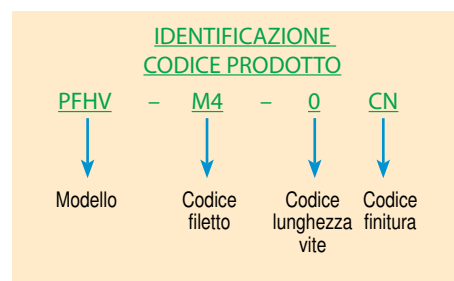 IDENTIFICAZIONE
CODICE PRODOTTO
PFHV – M4 – 0 CN
Modello Codice filetto Codice lunghezza vite Codice finitura